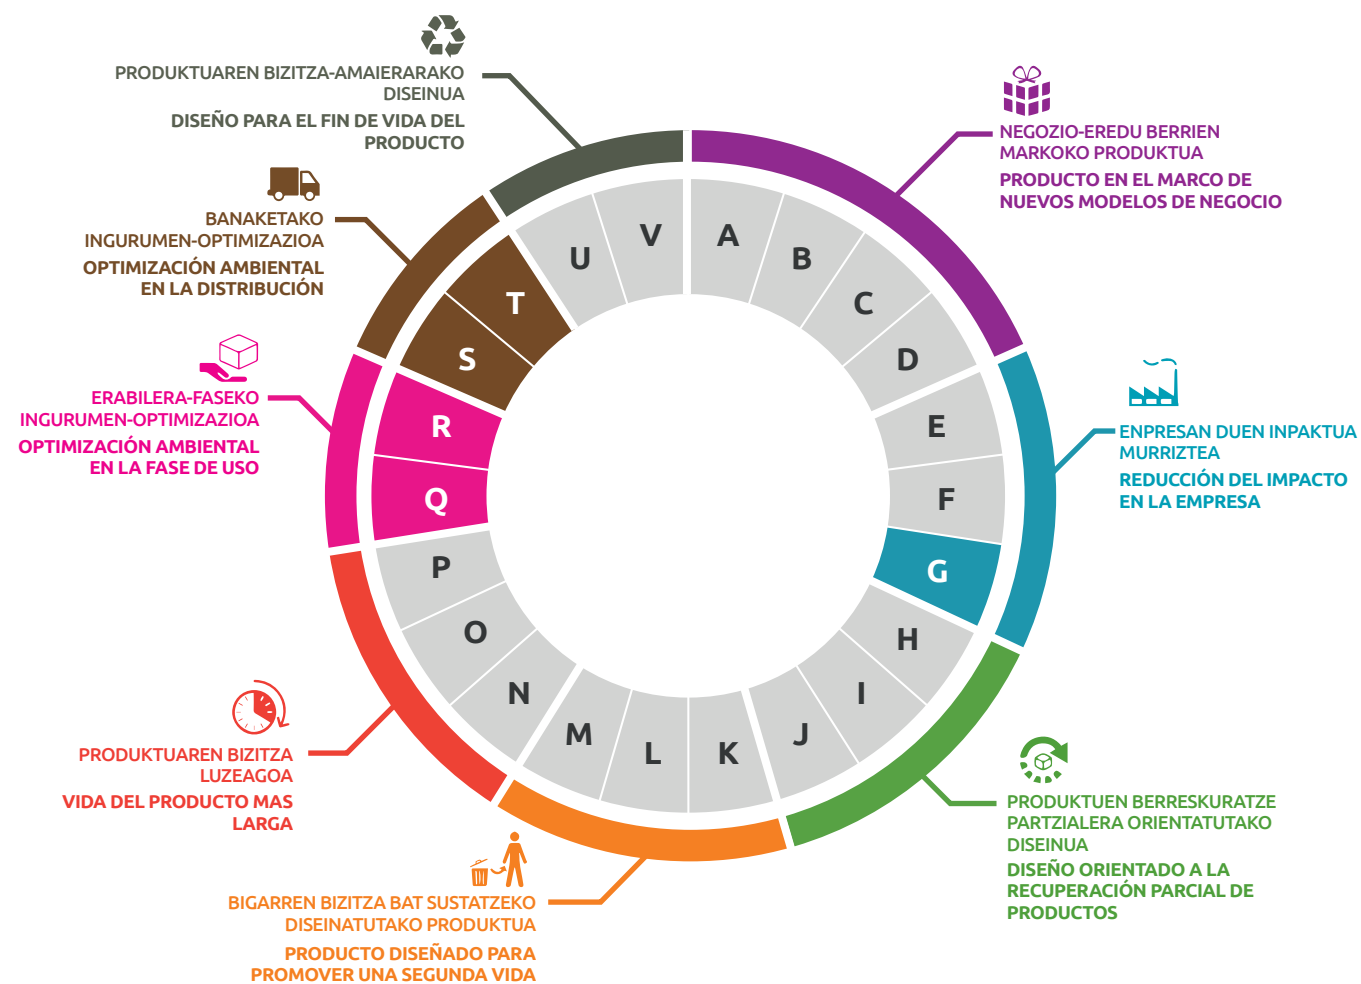 PRODUKTUAREN BIZITZA-AMAIERARAKO
DISEINUA
DISEÑO PARA EL FIN DE VIDA DEL
PRODUCTO
NEGOZIO-EREDU BERRIEN
MARKOKO PRODUKTUA
PRODUCTO EN EL MARCO DE
NUEVOS MODELOS DE NEGOCIO
BANAKETAKO
INGURUMEN-OPTIMIZAZIOA
OPTIMIZACIÓN AMBIENTAL
EN LA DISTRIBUCIÓN
ERABILERA-FASEKO
INGURUMEN-OPTIMIZAZIOA
OPTIMIZACIÓN AMBIENTAL
EN LA FASE DE USO
ENPRESAN DUEN INPAKTUA
MURRIZTEA
REDUCCIÓN DEL IMPACTO
EN LA EMPRESA
A
B
C
D
E
F
G
H
I
J
K
L
M
N
O
P
Q
R
S
T
U
V
PRODUKTUAREN BIZITZA
LUZEAGOA
VIDA DEL PRODUCTO MAS
LARGA
PRODUKTUEN BERRESKURATZE
PARTZIALERA ORIENTATUTAKO
DISEINUA
DISEÑO ORIENTADO A LA
RECUPERACIÓN PARCIAL DE
PRODUCTOS
BIGARREN BIZITZA BAT SUSTATZEKO
DISEINATUTAKO PRODUKTUA
PRODUCTO DISEÑADO PARA
PROMOVER UNA SEGUNDA VIDA